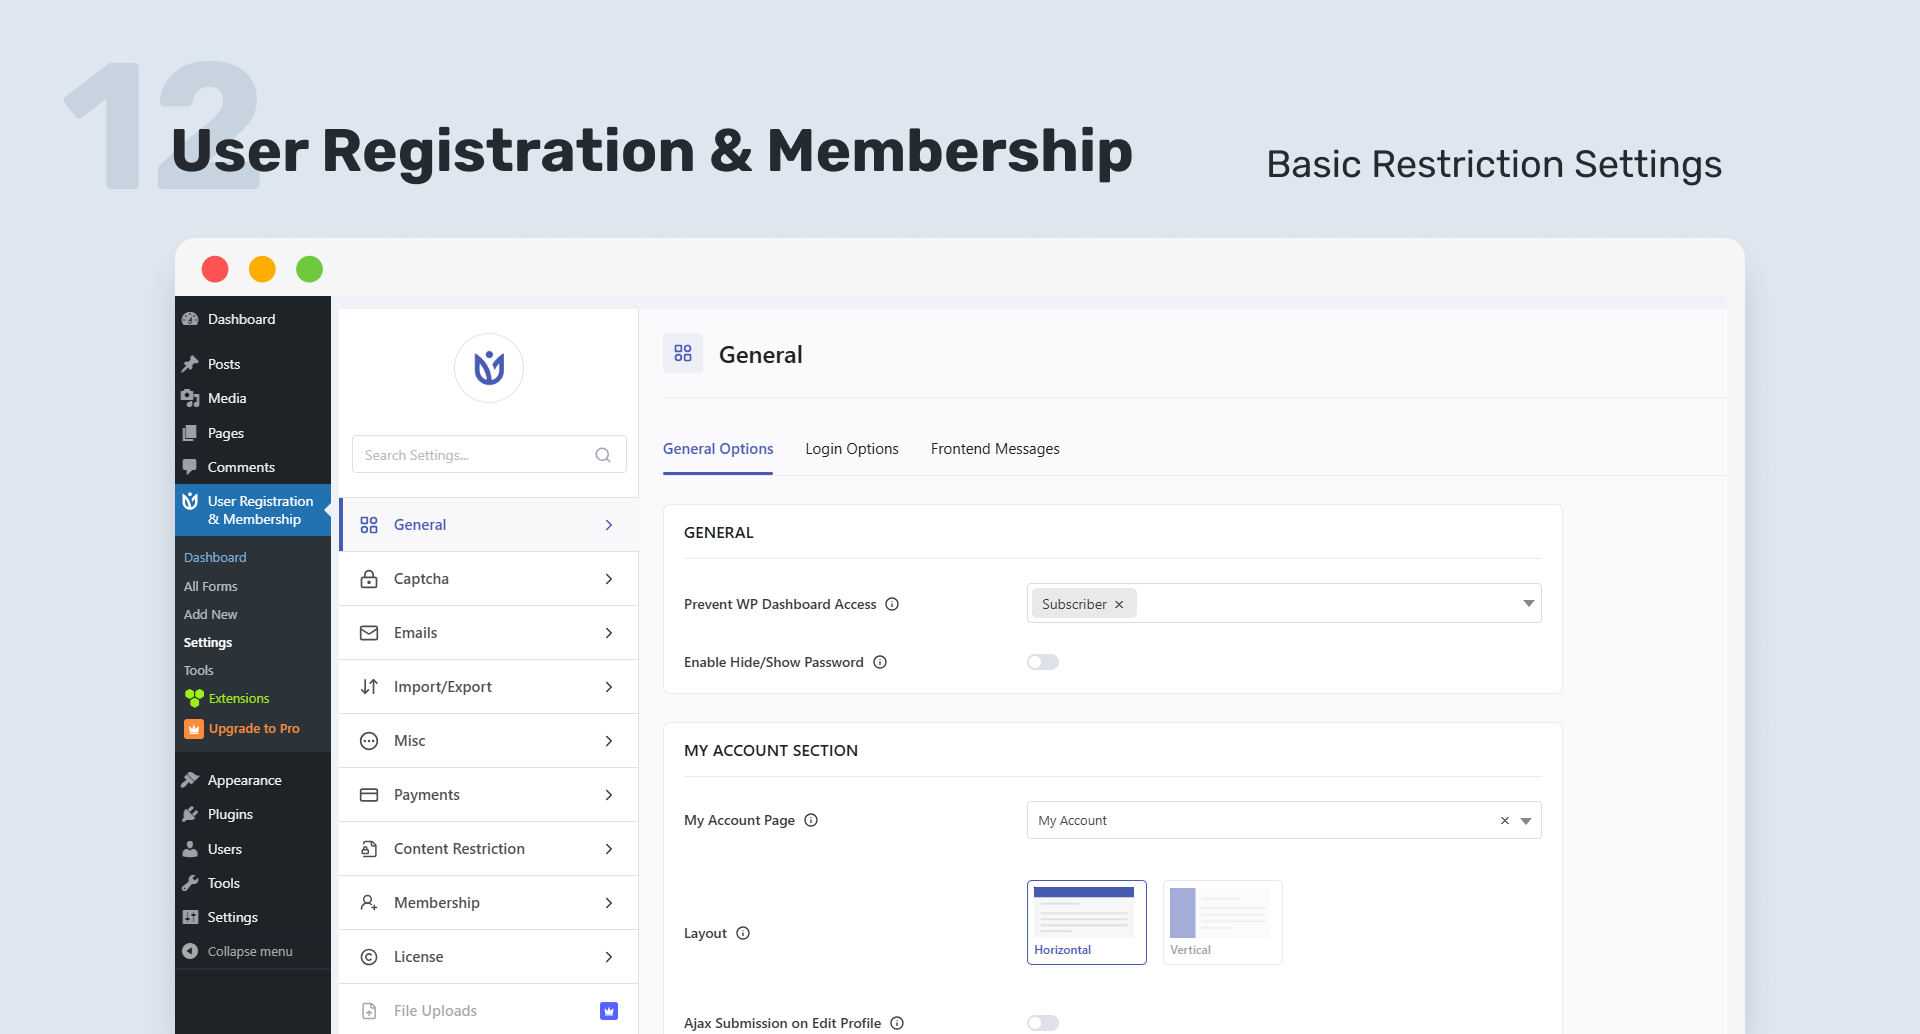 12
User Registration & Membership
Basic Restriction Settings
Dashboard
Posts
Media
Pages
Comments
User Registration
& Membership
Dashboard
All Forms
Add New
Settings
Tools
Extensions
Upgrade to Pro
Appearance
Plugins
Users
Tools
Settings
Collapse menu
Search Settings...
General
Captcha
Emails
Import/Export
Misc
Payments
Content Restriction
Membership
License
File Uploads
General
General Options Login Options Frontend Messages
GENERAL
Prevent WP Dashboard Access Subscriber ×
Enable Hide/Show Password
MY ACCOUNT SECTION
My Account Page My Account ×
Layout
Horizontal Vertical
Ajax Submission on Edit Profile